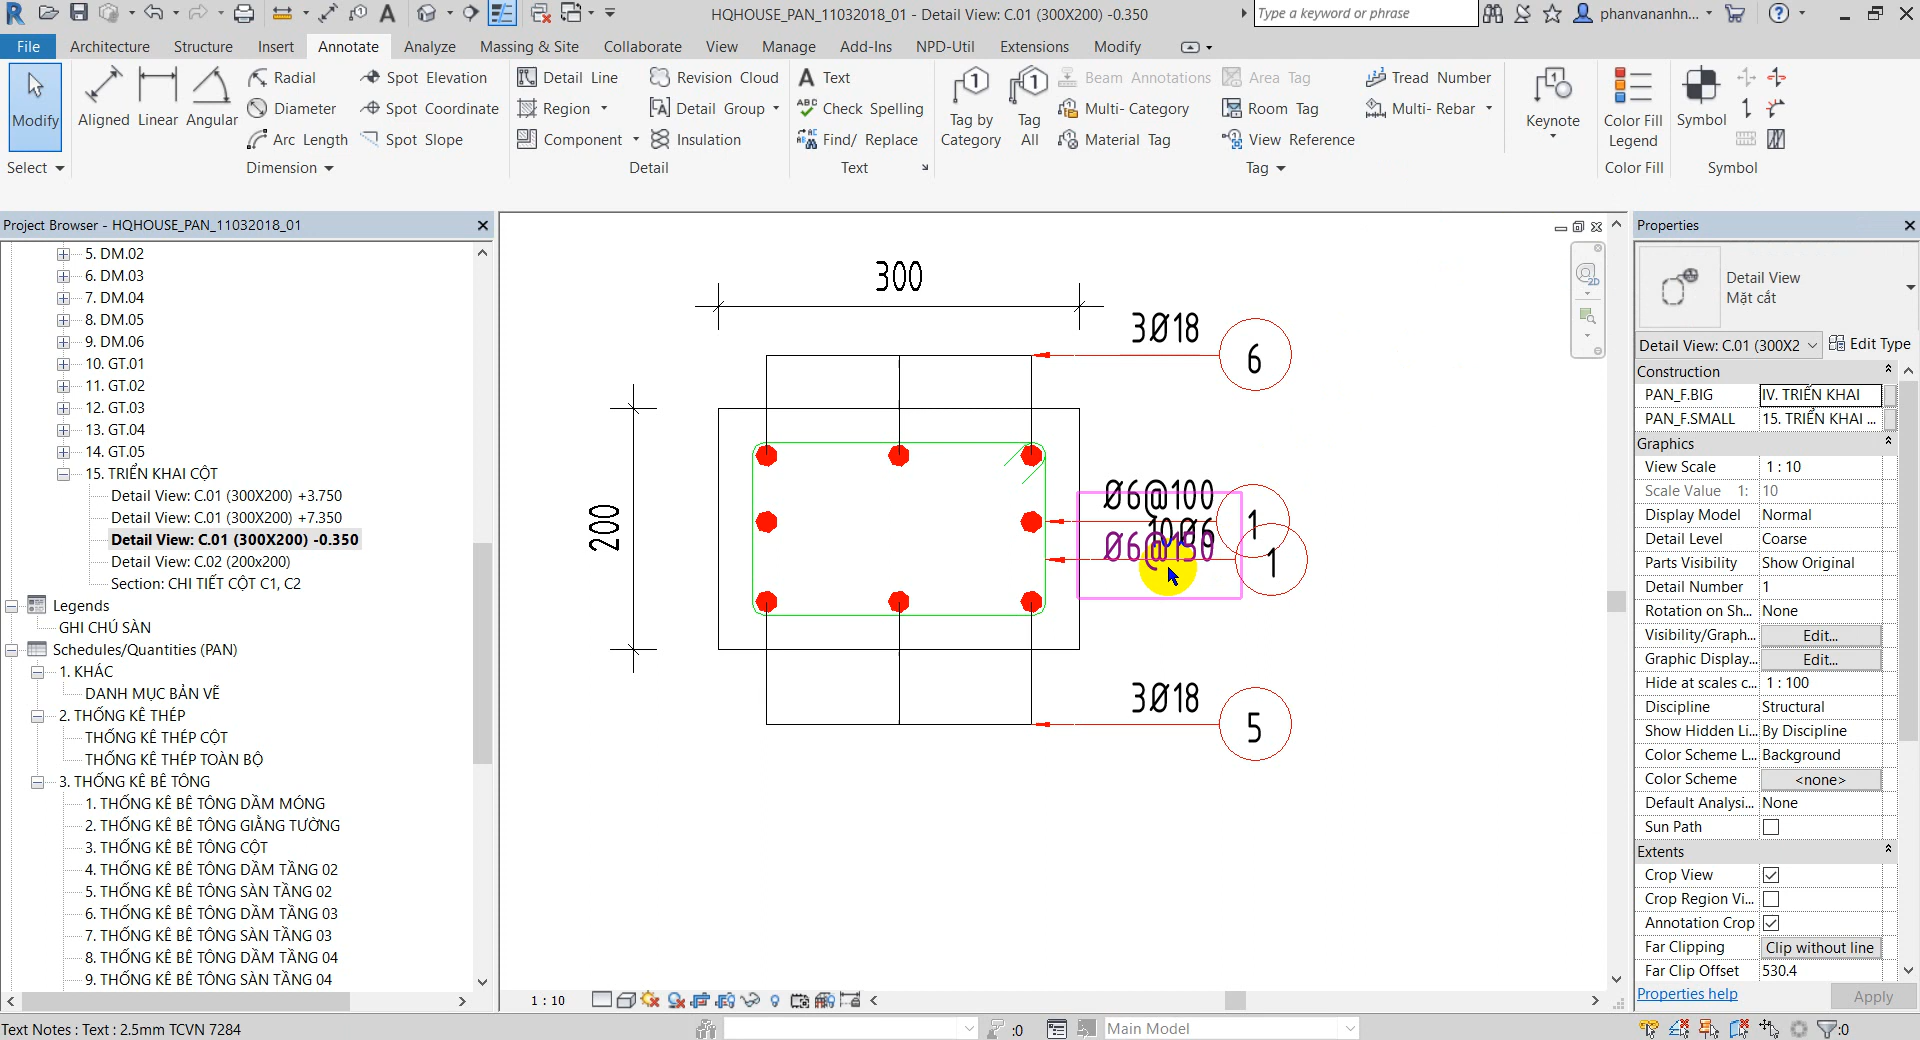 HQHOUSE_PAN_11032018_01 - Detail View: C.01 (300X200) -0.350
Type a keyword or phrase
phanvananhn...
File Architecture Structure Insert Annotate Analyze Massing & Site Collaborate View Manage Add-Ins NPD-Util Extensions Modify
Radial Spot Elevation Detail Line Revision Cloud Text Beam Annotations Area Tag Tread Number
Diameter Spot Coordinate Region Detail Group Check Spelling Multi- Category Room Tag Multi- Rebar
Modify Aligned Linear Angular Tag by Category Tag All Keynote Color Fill Legend Symbol
Arc Length Spot Slope Component Insulation Find/ Replace Material Tag View Reference
Select Dimension Detail Text Tag Color Fill Symbol
Project Browser - HQHOUSE_PAN_11032018_01
5. DM.02
6. DM.03
7. DM.04
8. DM.05
9. DM.06
10. GT.01
11. GT.02
12. GT.03
13. GT.04
14. GT.05
15. TRIỂN KHAI CỘT
Detail View: C.01 (300X200) +3.750
Detail View: C.01 (300X200) +7.350
Detail View: C.01 (300X200) -0.350
Detail View: C.02 (200x200)
Section: CHI TIẾT CỘT C1, C2
Legends
GHI CHÚ SÀN
Schedules/Quantities (PAN)
1. KHÁC
DANH MỤC BẢN VẼ
2. THỐNG KÊ THÉP
THỐNG KÊ THÉP CỘT
THỐNG KÊ THÉP TOÀN BỘ
3. THỐNG KÊ BÊ TÔNG
1. THỐNG KÊ BÊ TÔNG DẦM MÓNG
2. THỐNG KÊ BÊ TÔNG GIẰNG TƯỜNG
3. THỐNG KÊ BÊ TÔNG CỘT
4. THỐNG KÊ BÊ TÔNG DẦM TẦNG 02
5. THỐNG KÊ BÊ TÔNG SÀN TẦNG 02
6. THỐNG KÊ BÊ TÔNG DẦM TẦNG 03
7. THỐNG KÊ BÊ TÔNG SÀN TẦNG 03
8. THỐNG KÊ BÊ TÔNG DẦM TẦNG 04
9. THỐNG KÊ BÊ TÔNG SÀN TẦNG 04
300
3Ø18
6
Ø6@100
1
200
10Ø6
Ø6@150
1
3Ø18
5
2D
1 : 10
Properties
Detail View
Mặt cắt
Detail View: C.01 (300X2 Edit Type
Construction
PAN_F.BIG IV. TRIỂN KHAI
PAN_F.SMALL 15. TRIỂN KHAI ...
Graphics
View Scale 1 : 10
Scale Value 1: 10
Display Model Normal
Detail Level Coarse
Parts Visibility Show Original
Detail Number 1
Rotation on Sh... None
Visibility/Graph... Edit...
Graphic Display... Edit...
Hide at scales c... 1 : 100
Discipline Structural
Show Hidden Li... By Discipline
Color Scheme L... Background
Color Scheme <none>
Default Analysi... None
Sun Path
Extents
Crop View
Crop Region Vi...
Annotation Crop
Far Clipping Clip without line
Far Clip Offset 530.4
Properties help Apply
Text Notes : Text : 2.5mm TCVN 7284
:0
Main Model
:0